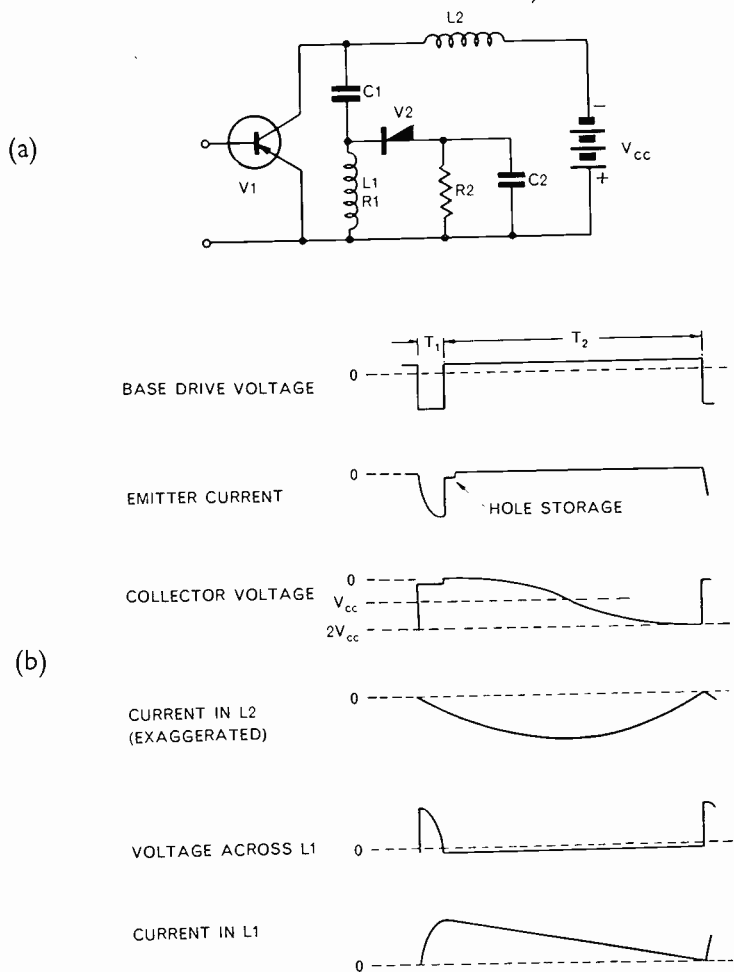 L2
C1
V2
(a)
V1
L1
R1
R2
C2
−
Vcc
+
T1
T2
BASE DRIVE VOLTAGE
0
EMITTER CURRENT
0
HOLE STORAGE
COLLECTOR VOLTAGE
0
Vcc
2Vcc
(b)
CURRENT IN L2
(EXAGGERATED)
0
VOLTAGE ACROSS L1
0
CURRENT IN L1
0